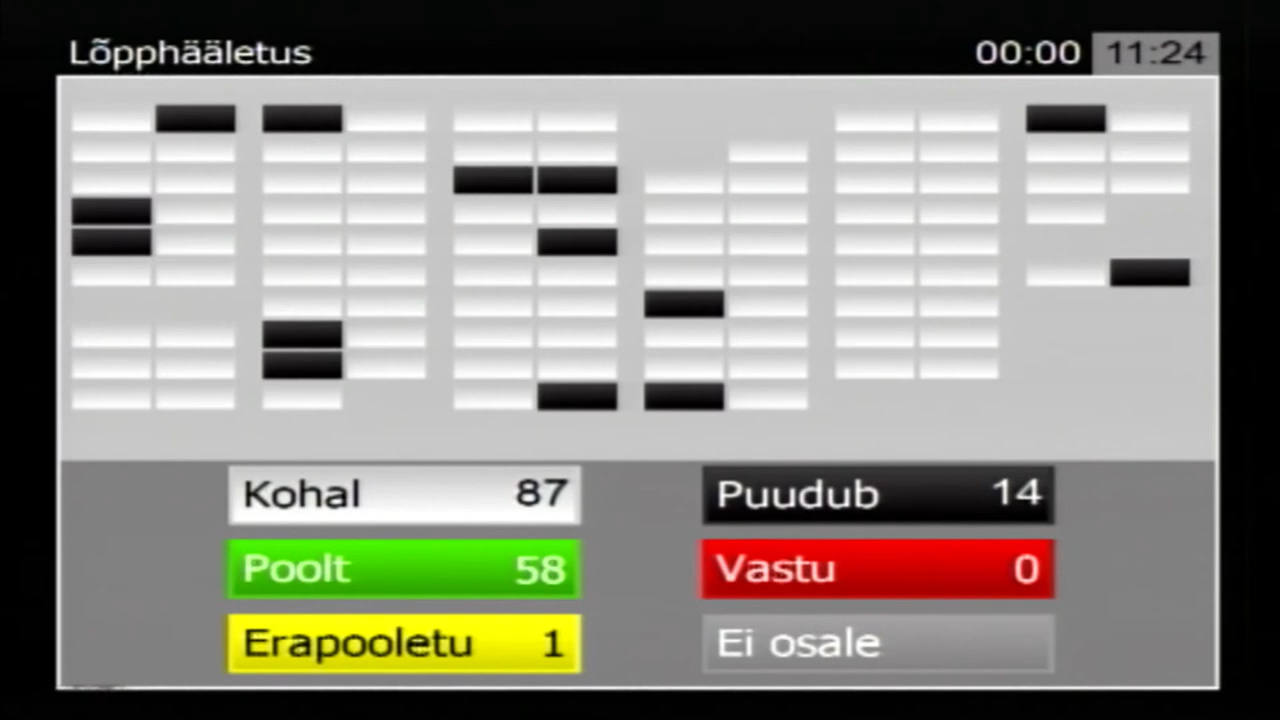 Lõpphääletus 00:00 11:24
Kohal 87 Puudub 14
Poolt 58 Vastu 0
Erapooletu 1 Ei osale